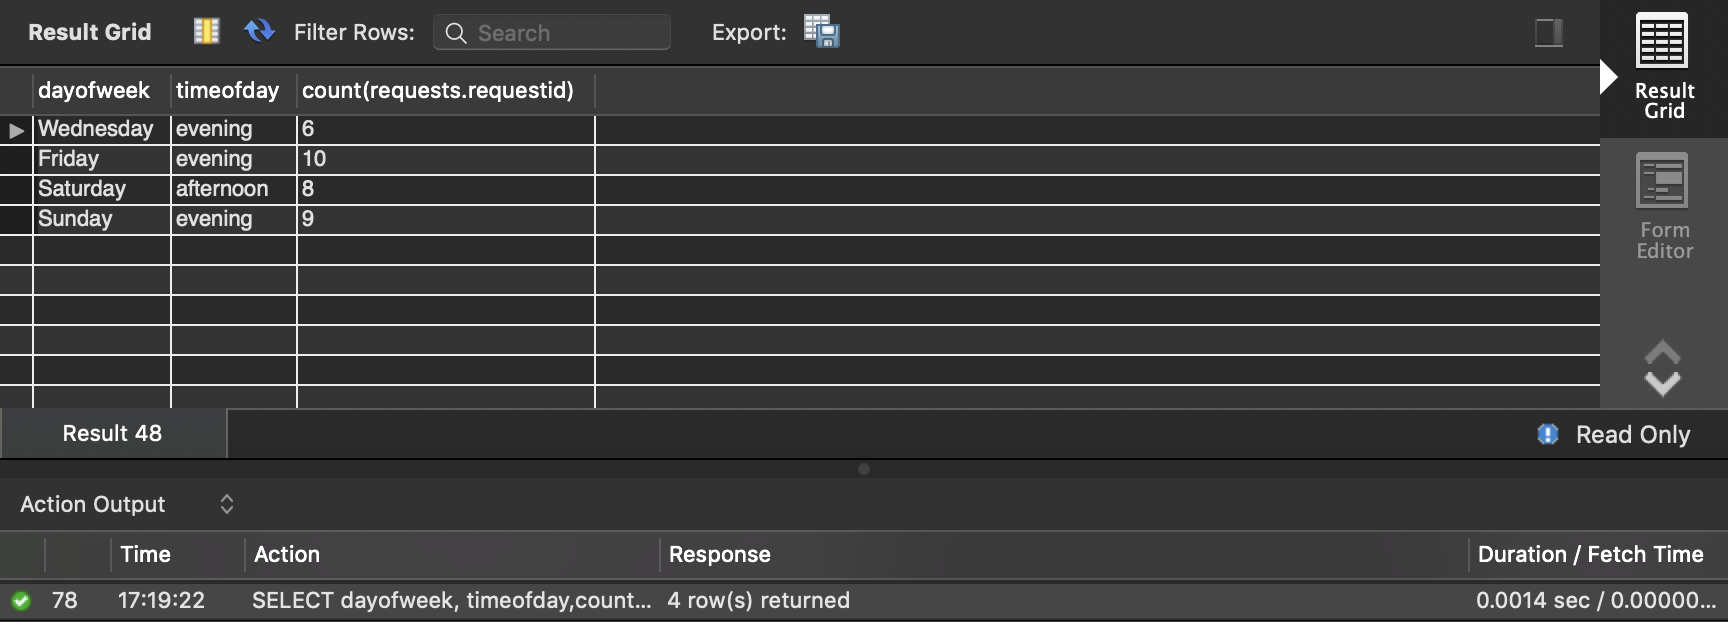 Result Grid Filter Rows: Search Export:
dayofweek timeofday count(requests.requestid)
Wednesday evening 6
Friday evening 10
Saturday afternoon 8
Sunday evening 9
Result
Grid
Form
Editor
Result 48 Read Only
Action Output
Time Action Response Duration / Fetch Time
78 17:19:22 SELECT dayofweek, timeofday,count... 4 row(s) returned 0.0014 sec / 0.00000...